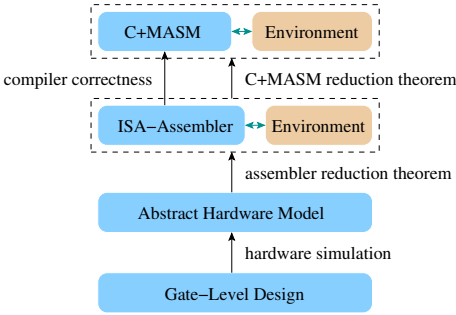 C+MASM Environment
compiler correctness C+MASM reduction theorem
ISA−Assembler Environment
assembler reduction theorem
Abstract Hardware Model
hardware simulation
Gate−Level Design